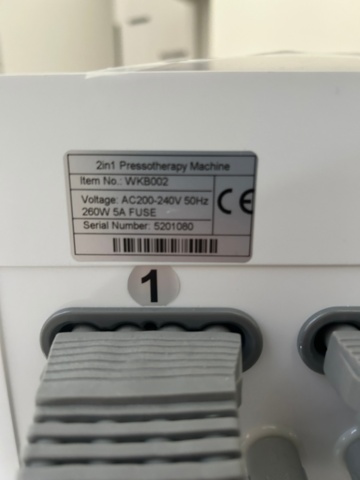 2in1 Pressotherapy Machine
Item No.: WKB002
Voltage: AC200-240V 50Hz
260W 5A FUSE
CE
Serial Number: 5201080
1